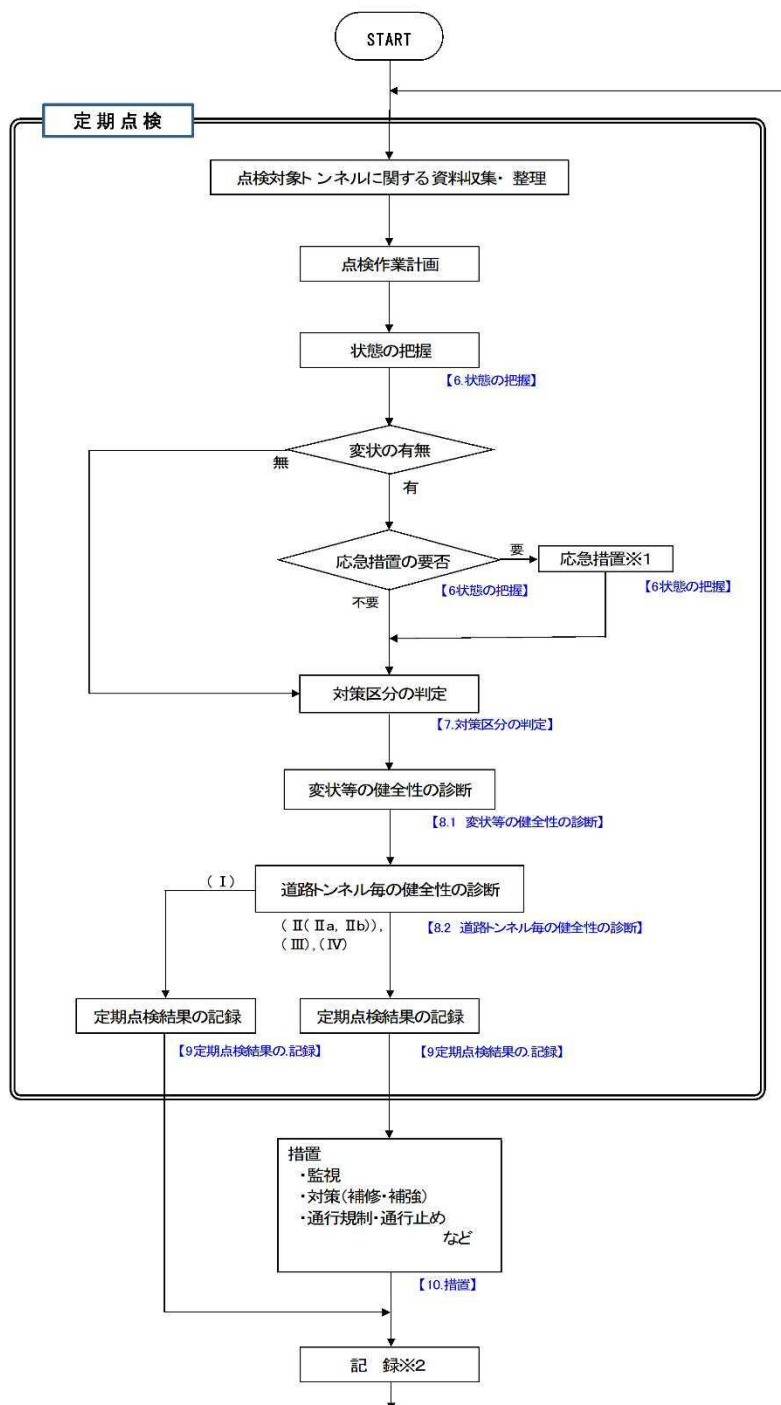 START
定期点検
点検対象トンネルに関する資料収集・整理
点検作業計画
状態の把握
【6.状態の把握】
変状の有無
無
有
応急措置の要否
要
応急措置※1
【6状態の把握】
【6状態の把握】
不要
対策区分の判定
【7.対策区分の判定】
変状等の健全性の診断
【8.1 変状等の健全性の診断】
(Ⅰ)
道路トンネル毎の健全性の診断
(Ⅱ(Ⅱa, Ⅱb)),
(Ⅲ),(Ⅳ)
【8.2 道路トンネル毎の健全性の診断】
定期点検結果の記録
定期点検結果の記録
【9定期点検結果の.記録】
【9定期点検結果の.記録】
措置
・監視
・対策(補修・補強)
・通行規制・通行止め
など
【10.措置】
記 録※2